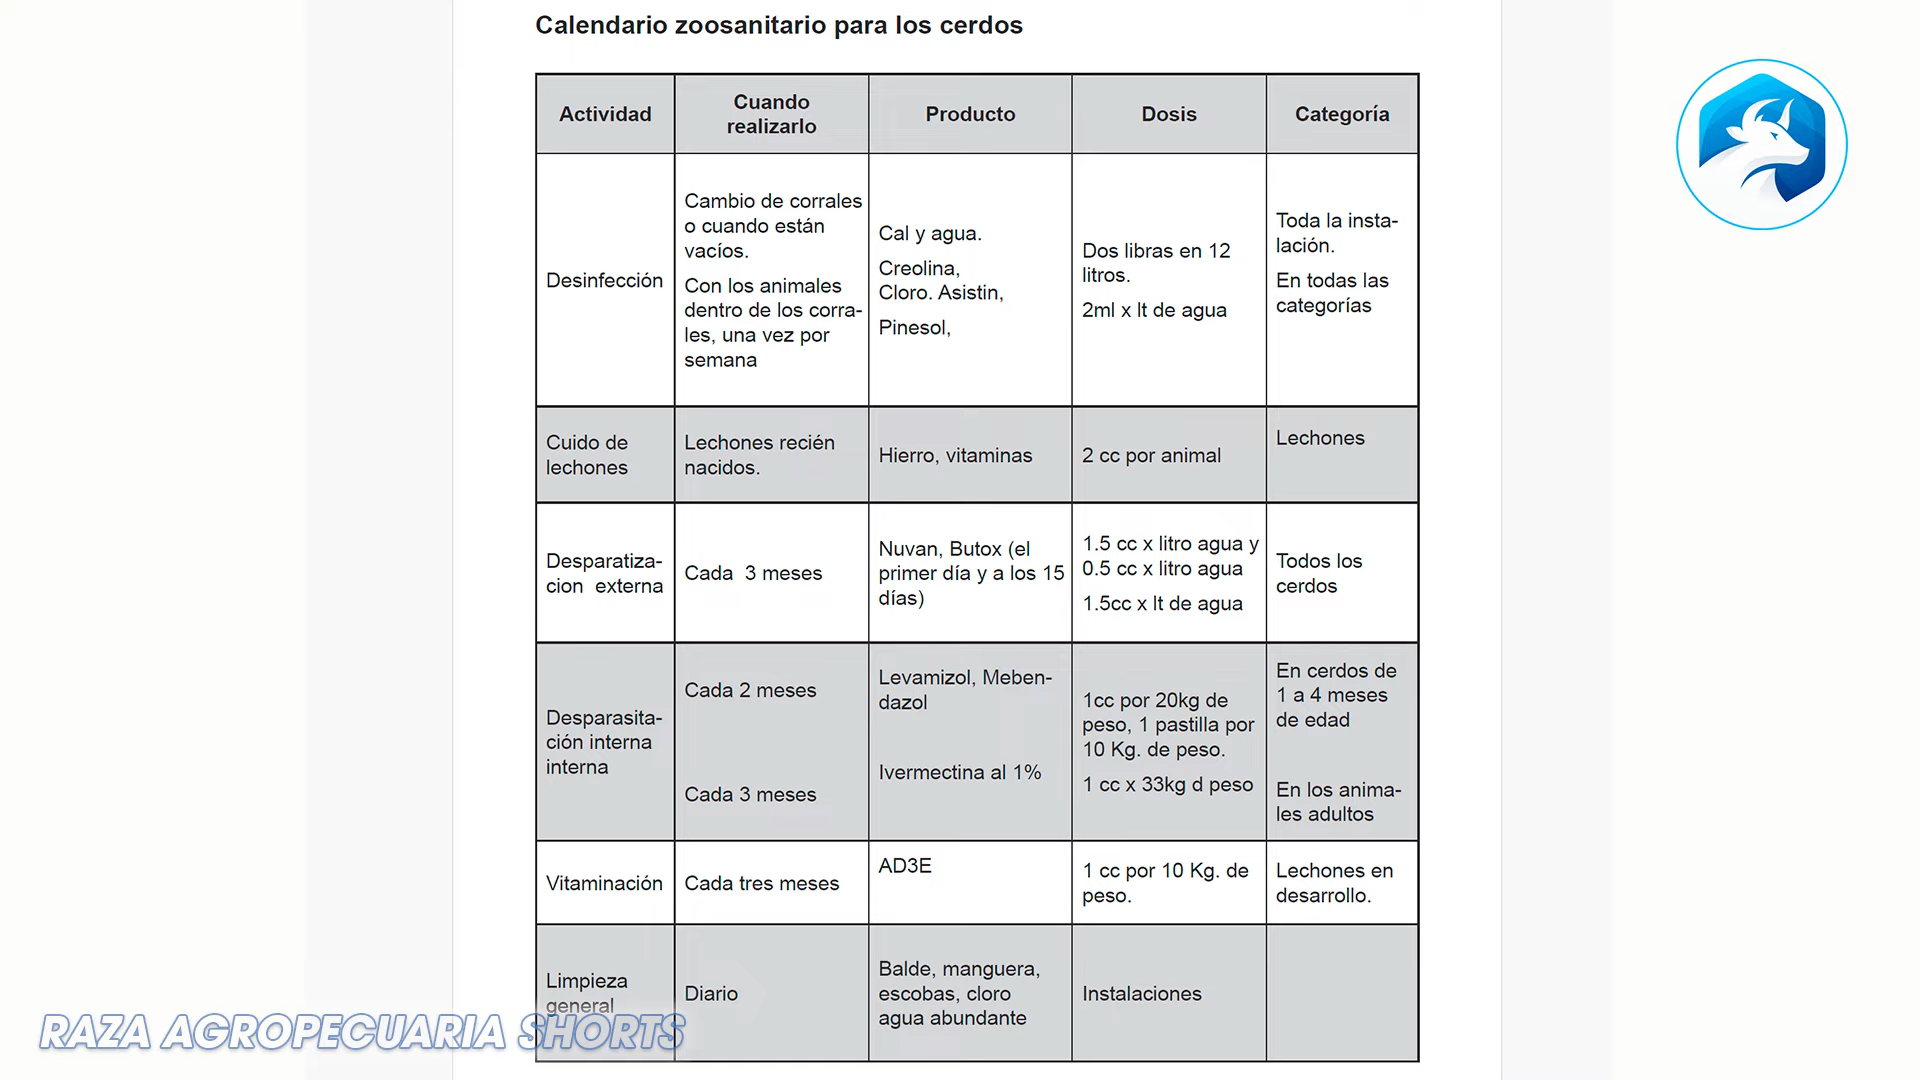 Calendario zoosanitario para los cerdos
Actividad
Cuando
realizarlo
Producto
Dosis
Categoría
Desinfección
Cambio de corrales
o cuando están
vacíos.
Con los animales
dentro de los corra-
les, una vez por
semana
Cal y agua.
Creolina,
Cloro. Asistin,
Pinesol,
Dos libras en 12
litros.
2ml x lt de agua
Toda la insta-
lación.
En todas las
categorías
Cuido de
lechones
Lechones recién
nacidos.
Hierro, vitaminas
2 cc por animal
Lechones
Desparatiza-
cion externa
Cada 3 meses
Nuvan, Butox (el
primer día y a los 15
días)
1.5 cc x litro agua y
0.5 cc x litro agua
1.5cc x lt de agua
Todos los
cerdos
Desparasita-
ción interna
interna
Cada 2 meses
Cada 3 meses
Levamizol, Meben-
dazol
Ivermectina al 1%
1cc por 20kg de
peso, 1 pastilla por
10 Kg. de peso.
1 cc x 33kg d peso
En cerdos de
1 a 4 meses
de edad
En los anima-
les adultos
Vitaminación
Cada tres meses
AD3E
1 cc por 10 Kg. de
peso.
Lechones en
desarrollo.
Limpieza
general
Diario
Balde, manguera,
escobas, cloro
agua abundante
Instalaciones
RAZA AGROPECUARIA SHORTS